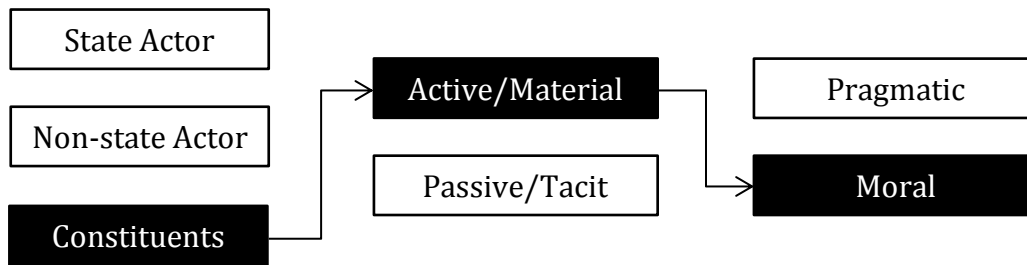 State Actor
Non-state Actor
Constituents
Active/Material
Passive/Tacit
Pragmatic
Moral